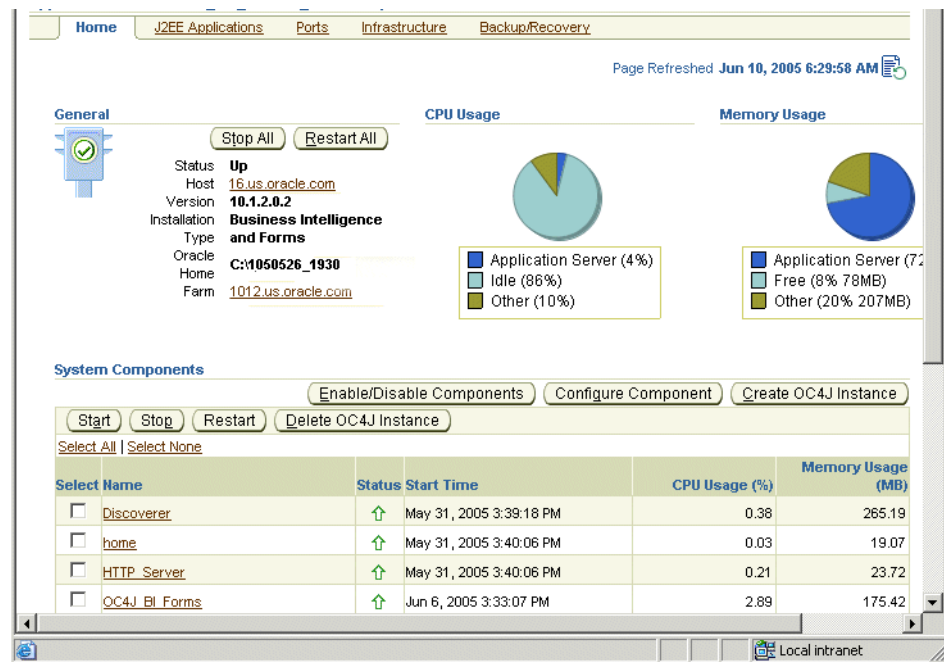 Home J2EE Applications Ports Infrastructure Backup/Recovery
Page Refreshed Jun 10, 2005 6:29:58 AM
General
Stop All Restart All
Status Up
Host 16.us.oracle.com
Version 10.1.2.0.2
Installation Type Business Intelligence and Forms
Oracle Home C:\1050526_1930
Farm 1012.us.oracle.com
CPU Usage
Application Server (4%)
Idle (86%)
Other (10%)
Memory Usage
Application Server (72
Free (8% 78MB)
Other (20% 207MB)
System Components
Enable/Disable Components Configure Component Create OC4J Instance
Start Stop Restart Delete OC4J Instance
Select All | Select None
Select Name Status Start Time CPU Usage (%) Memory Usage (MB)
Discoverer May 31, 2005 3:39:18 PM 0.38 265.19
home May 31, 2005 3:40:06 PM 0.03 19.07
HTTP_Server May 31, 2005 3:40:06 PM 0.21 23.72
OC4J_BI_Forms Jun 6, 2005 3:33:07 PM 2.89 175.42
Local intranet